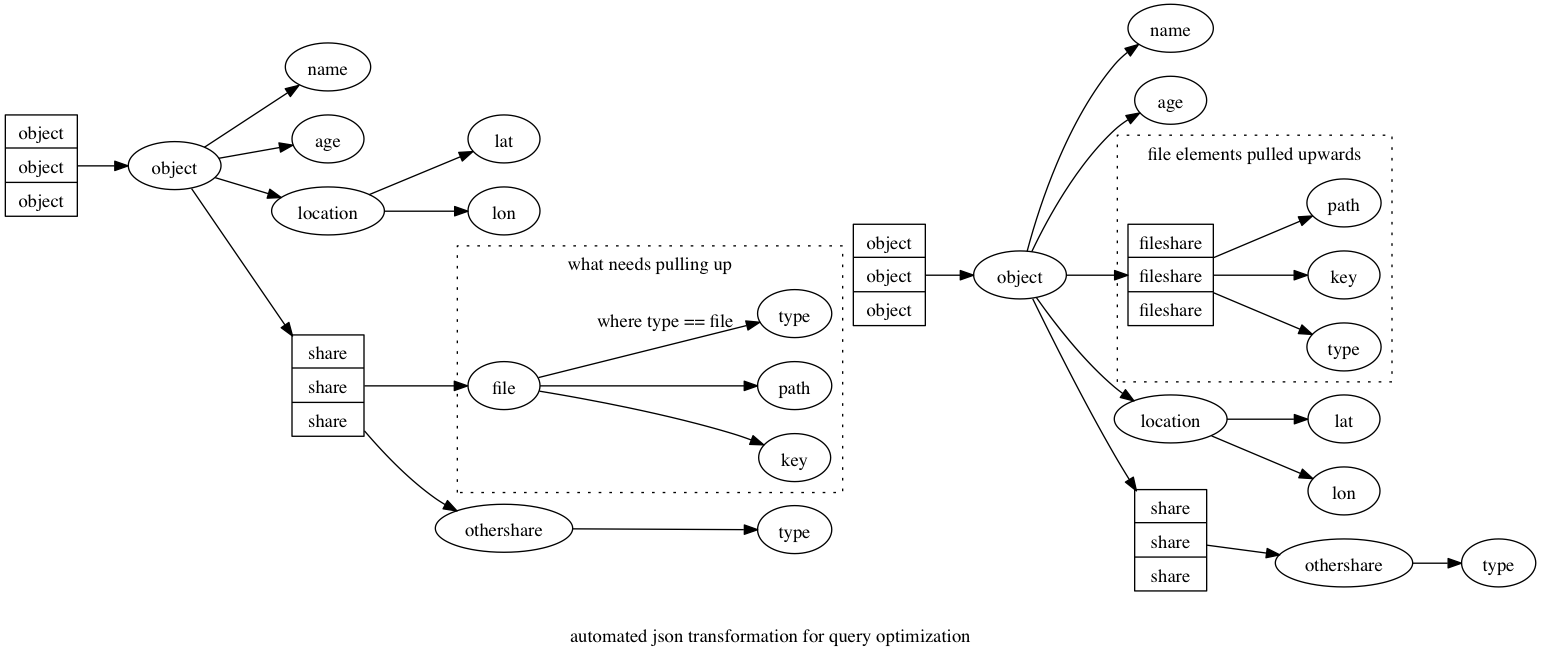 name
object
object
object
object
age
lat
location
lon
what needs pulling up
where type == file
type
share
share
share
file
path
key
othershare
type
name
age
file elements pulled upwards
path
object
object
object
object
fileshare
fileshare
fileshare
key
type
location
lat
lon
share
share
share
othershare
type
automated json transformation for query optimization